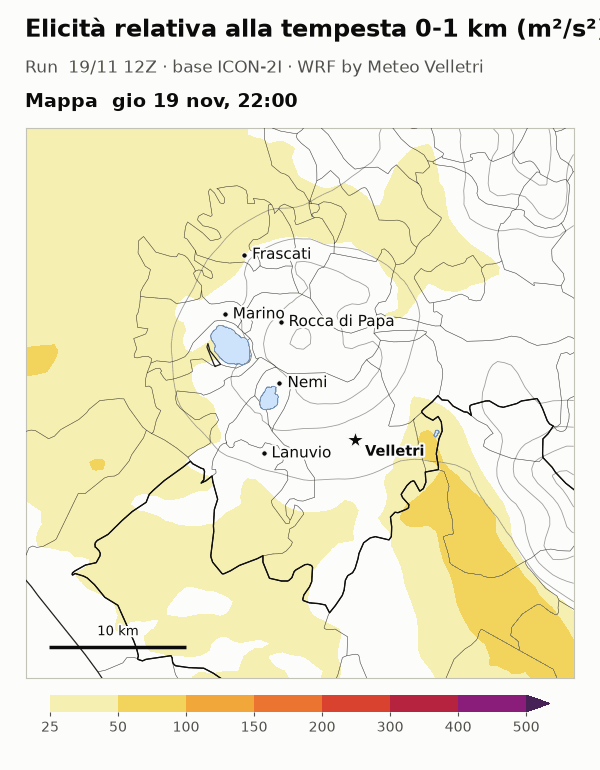 Elicità relativa alla tempesta 0-1 km (m²/s²)
Run  19/11 12Z · base ICON-2I · WRF by Meteo Velletri
Mappa  gio 19 nov, 22:00
Frascati
Marino
Rocca di Papa
Nemi
Velletri
Lanuvio
10 km
25 50 100 150 200 300 400 500